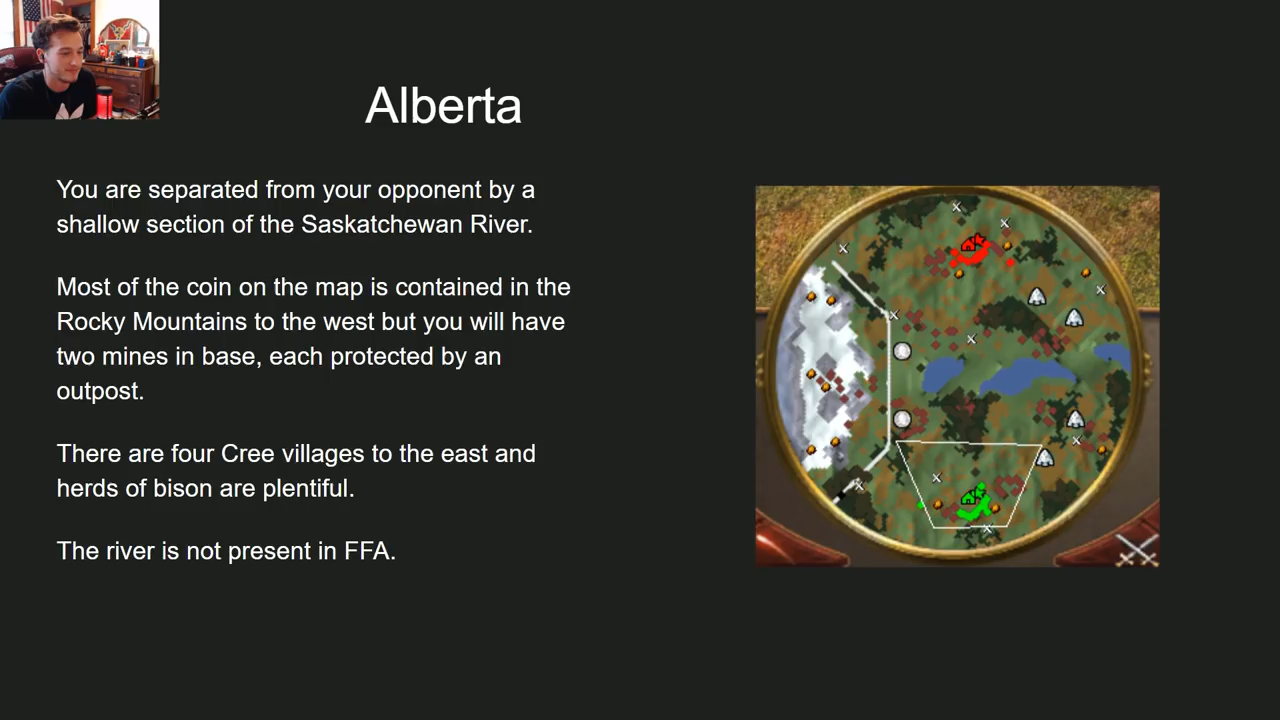 Alberta
You are separated from your opponent by a
shallow section of the Saskatchewan River.
Most of the coin on the map is contained in the
Rocky Mountains to the west but you will have
two mines in base, each protected by an
outpost.
There are four Cree villages to the east and
herds of bison are plentiful.
The river is not present in FFA.